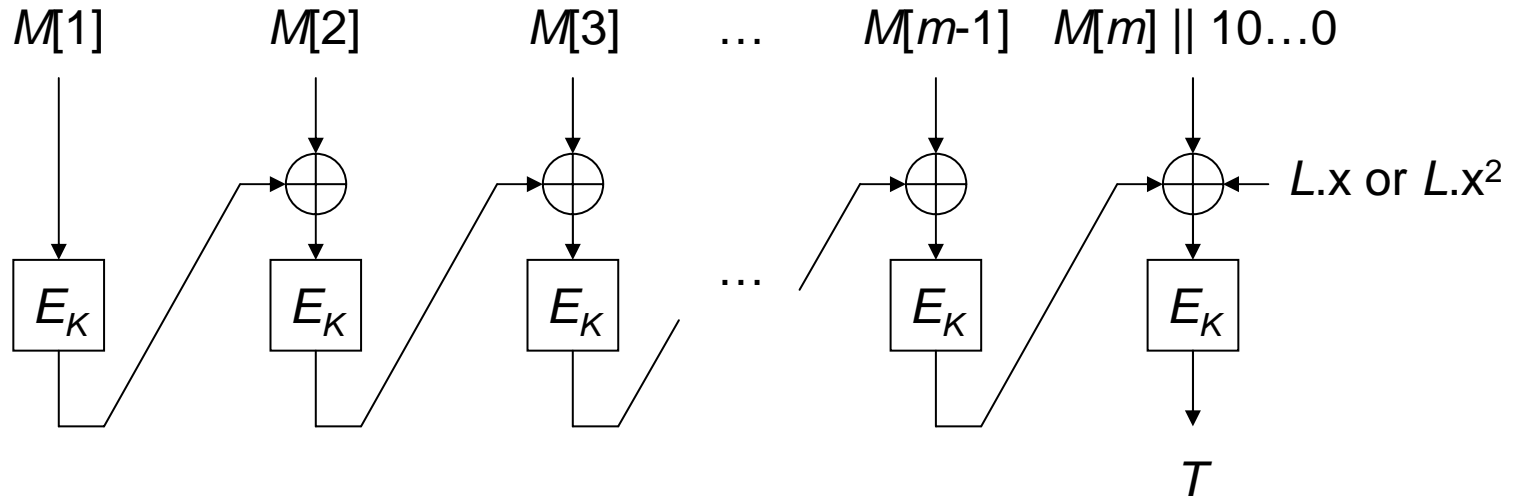 M[1] M[2] M[3] … M[m-1] M[m] || 10…0
L.x or L.x²
…
E_K E_K E_K E_K E_K
T